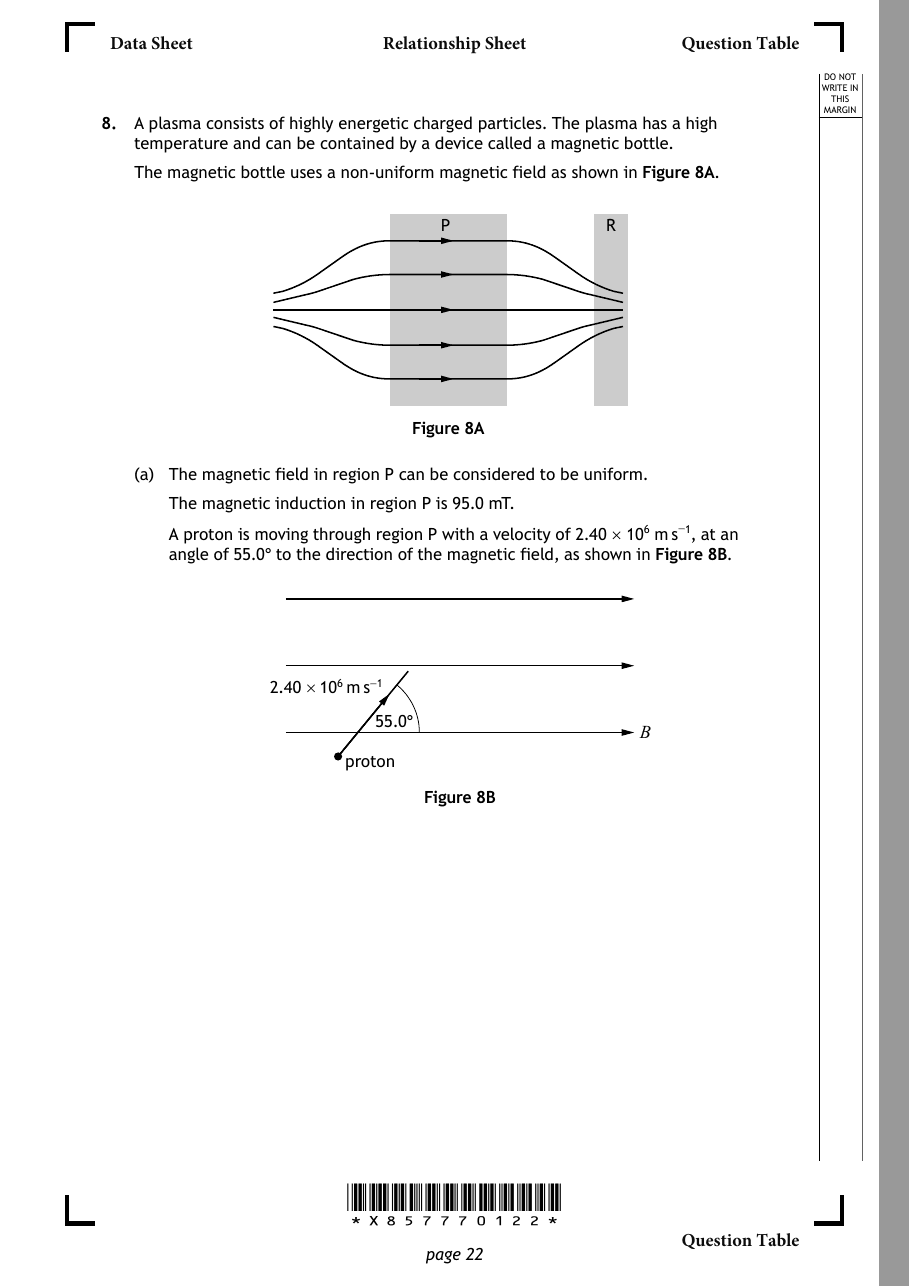 Data Sheet Relationship Sheet Question Table
DO NOT
WRITE IN
THIS
MARGIN
8. A plasma consists of highly energetic charged particles. The plasma has a high
temperature and can be contained by a device called a magnetic bottle.
The magnetic bottle uses a non-uniform magnetic field as shown in Figure 8A.
P R
Figure 8A
(a) The magnetic field in region P can be considered to be uniform.
The magnetic induction in region P is 95.0 mT.
A proton is moving through region P with a velocity of 2.40 × 10⁶ m s⁻¹, at an
angle of 55.0° to the direction of the magnetic field, as shown in Figure 8B.
2.40 × 10⁶ m s⁻¹
55.0°
B
proton
Figure 8B
* X 8 5 7 7 7 0 1 2 2 *
page 22
Question Table